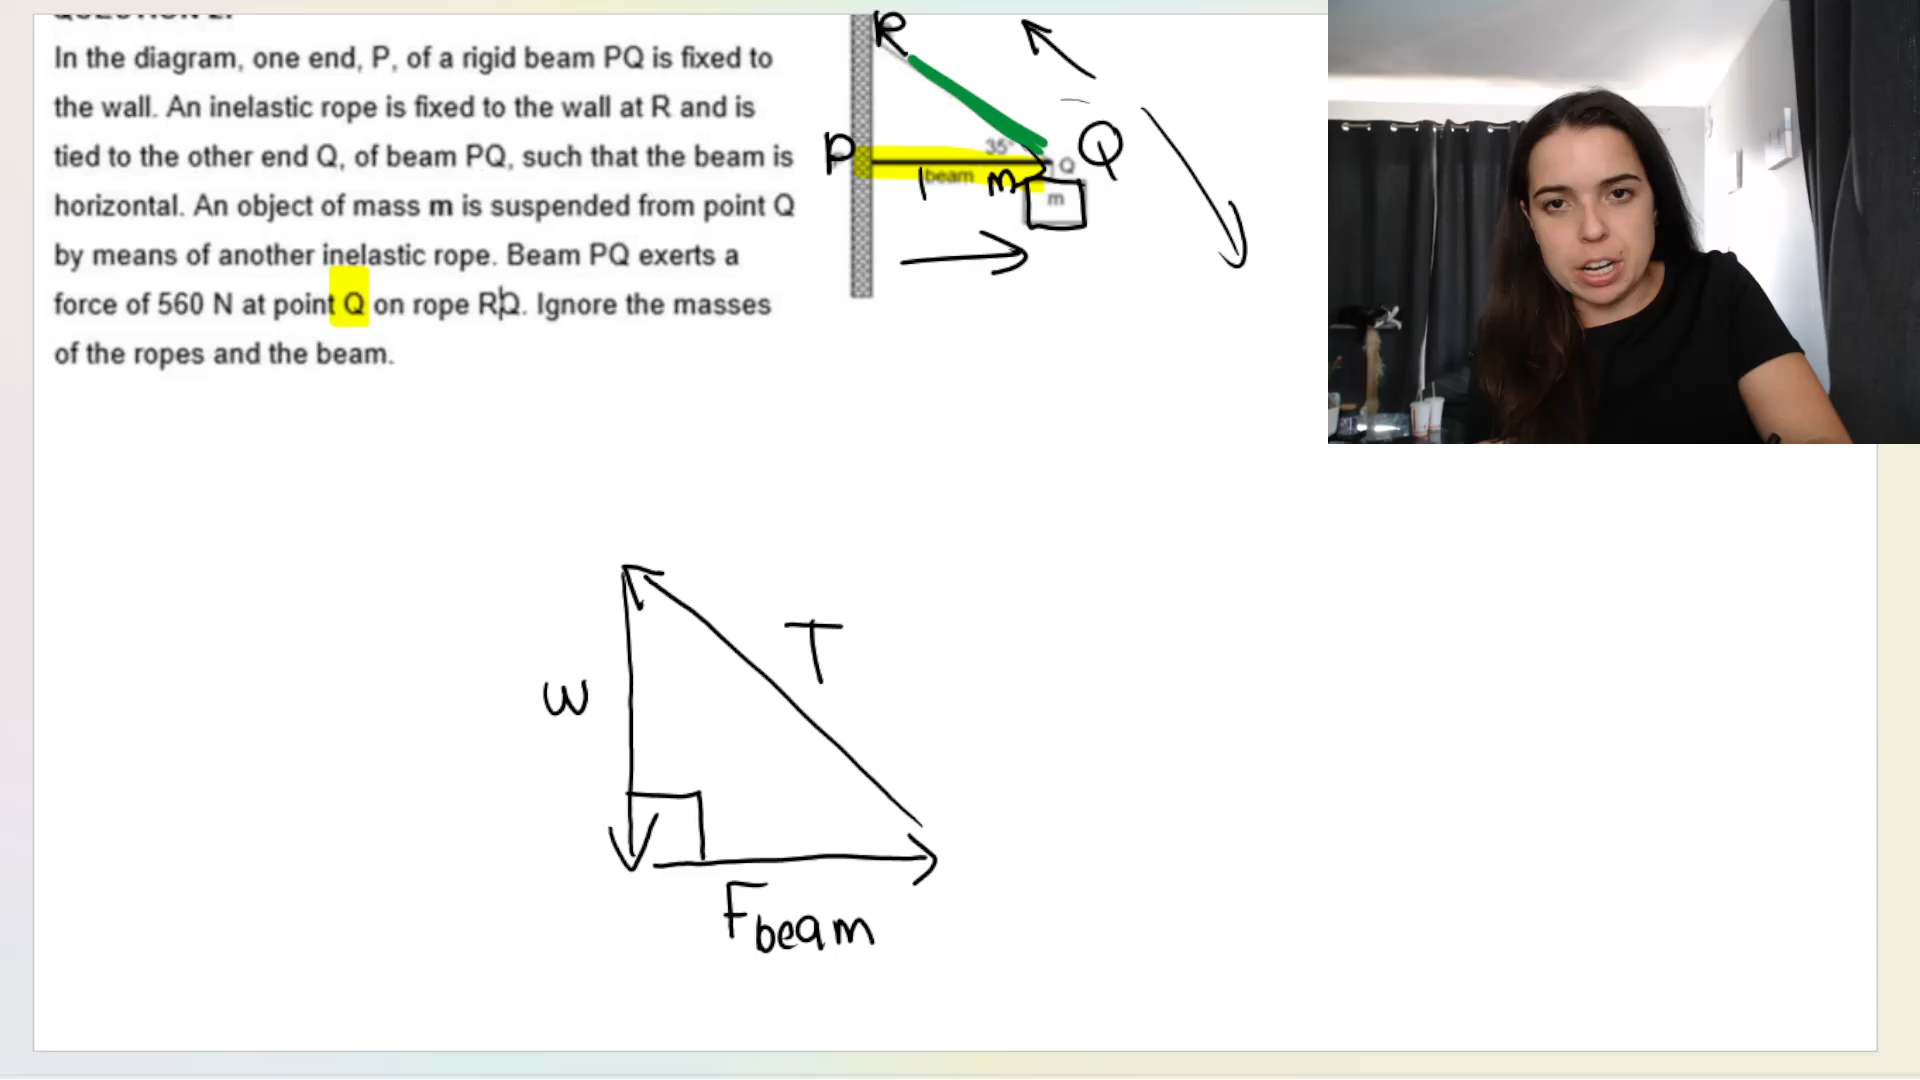 In the diagram, one end, P, of a rigid beam PQ is fixed to
the wall. An inelastic rope is fixed to the wall at R and is
tied to the other end Q, of beam PQ, such that the beam is
horizontal. An object of mass m is suspended from point Q
by means of another inelastic rope. Beam PQ exerts a
force of 560 N at point Q on rope RQ. Ignore the masses
of the ropes and the beam.
R
P
35°
Q
Q
beam
m
m
T
w
Fbeam